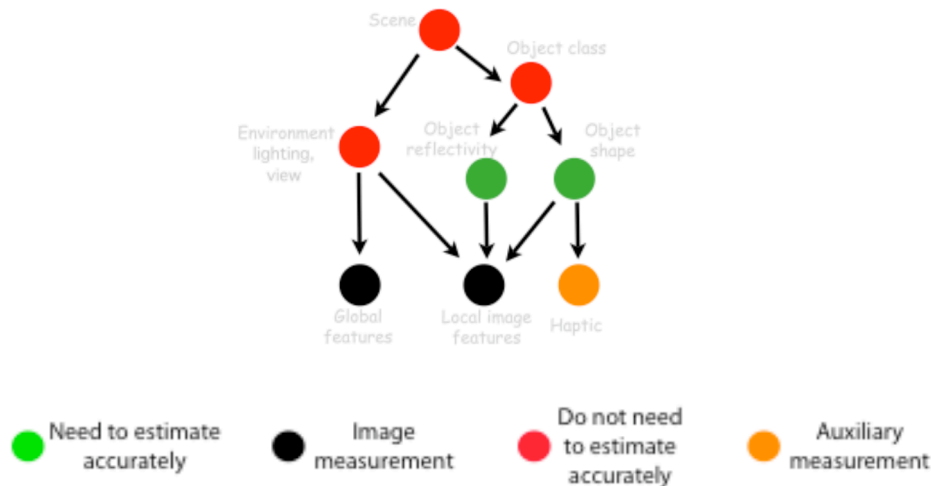 Scene
Object class
Environment
lighting,
view
Object
reflectivity
Object
shape
Global
features
Local image
features
Haptic
Need to estimate
accurately
Image
measurement
Do not need
to estimate
accurately
Auxiliary
measurement